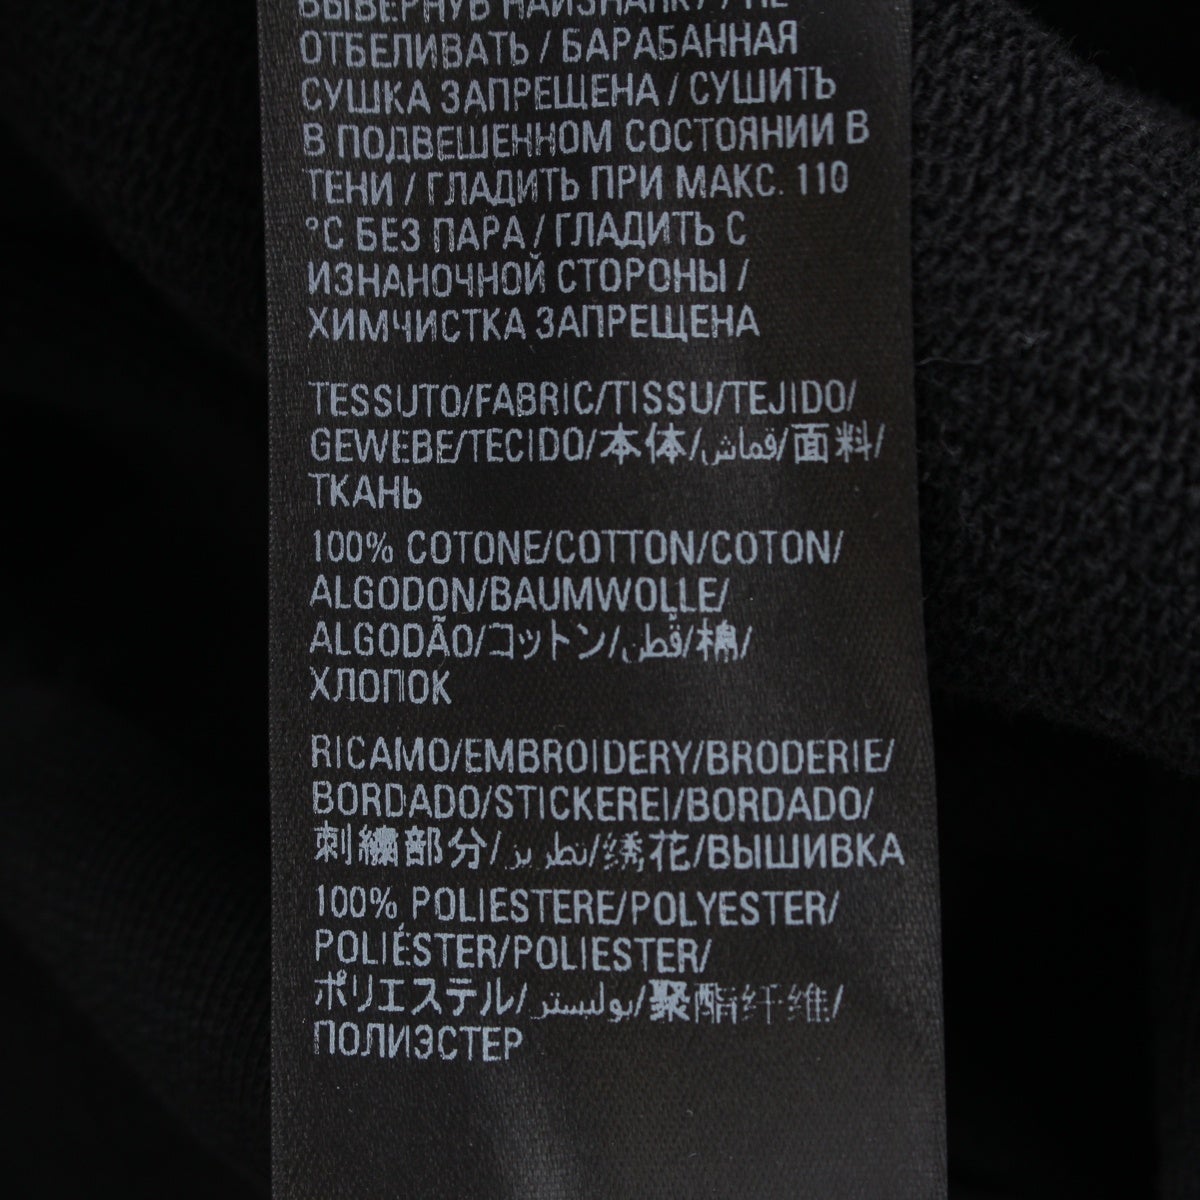 ВЫВЕРНУВ НАИЗНАНКУ / НЕ
ОТБЕЛИВАТЬ / БАРАБАННАЯ
СУШКА ЗАПРЕЩЕНА / СУШИТЬ
В ПОДВЕШЕННОМ СОСТОЯНИИ В
ТЕНИ / ГЛАДИТЬ ПРИ МАКС. 110
°С БЕЗ ПАРА / ГЛАДИТЬ С
ИЗНАНОЧНОЙ СТОРОНЫ /
ХИМЧИСТКА ЗАПРЕЩЕНА
TESSUTO/FABRIC/TISSU/TEJIDO/
GEWEBE/TECIDO/本体/قماش/面料/
ТКАНЬ
100% COTONE/COTTON/COTON/
ALGODON/BAUMWOLLE/
ALGODÃO/コットン/قطن/棉/
ХЛОПОК
RICAMO/EMBROIDERY/BRODERIE/
BORDADO/STICKEREI/BORDADO/
刺繍部分/تطريز/绣花/ВЫШИВКА
100% POLIESTERE/POLYESTER/
POLIÉSTER/POLIESTER/
ポリエステル/بوليستر/聚酯纤维/
ПОЛИЭСТЕР